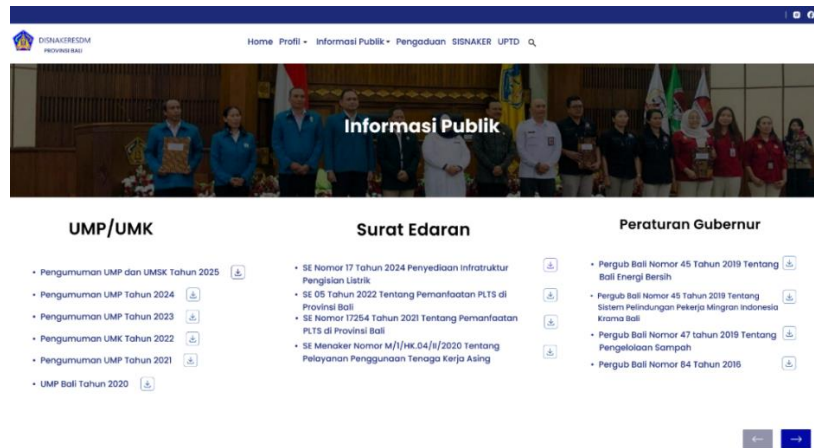 DISNAKERESDM
PROVINSI BALI
Home Profil Informasi Publik Pengaduan SISNAKER UPTD
Informasi Publik
UMP/UMK
Pengumuman UMP dan UMSK Tahun 2025
Pengumuman UMP Tahun 2024
Pengumuman UMP Tahun 2023
Pengumuman UMK Tahun 2022
Pengumuman UMP Tahun 2021
UMP Bali Tahun 2020
Surat Edaran
SE Nomor 17 Tahun 2024 Penyediaan Infratruktur
Pengisian Listrik
SE 05 Tahun 2022 Tentang Pemanfaatan PLTS di
Provinsi Bali
SE Nomor 17254 Tahun 2021 Tentang Pemanfaatan
PLTS di Provinsi Bali
SE Menaker Nomor M/1/HK.04/II/2020 Tentang
Pelayanan Penggunaan Tenaga Kerja Asing
Peraturan Gubernur
Pergub Bali Nomor 45 Tahun 2019 Tentang
Bali Energi Bersih
Pergub Bali Nomor 45 Tahun 2019 Tentang
Sistem Pelindungan Pekerja Mingran Indonesia
Krama Bali
Pergub Bali Nomor 47 tahun 2019 Tentang
Pengelolaan Sampah
Pergub Bali Nomor 84 Tahun 2016